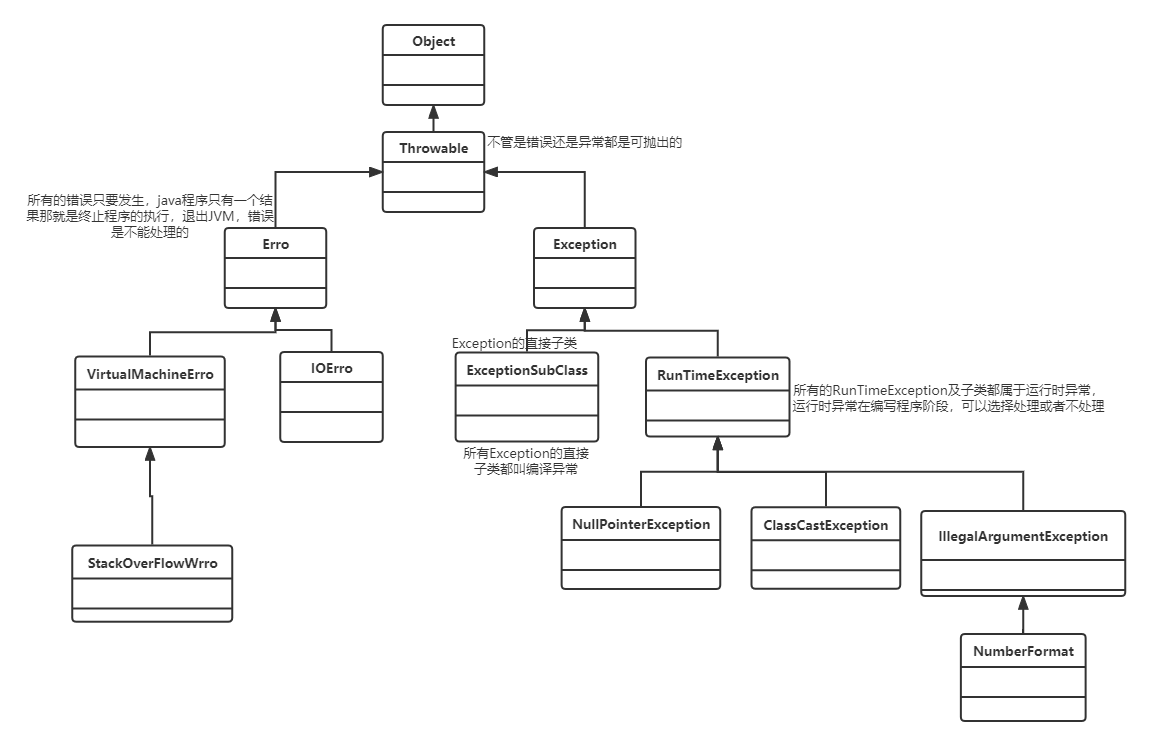 Object
Throwable
不管是错误还是异常都是可抛出的
所有的错误只要发生，java程序只有一个结
果那就是终止程序的执行，退出JVM，错误
是不能处理的
Erro
Exception
VirtualMachineErro
IOErro
Exception的直接子类
ExceptionSubClass
RunTimeException
所有的RunTimeException及子类都属于运行时异常，
运行时异常在编写程序阶段，可以选择处理或者不处理
所有Exception的直接
子类都叫编译异常
NullPointerException
ClassCastException
IllegalArgumentException
StackOverFlowWrro
NumberFormat